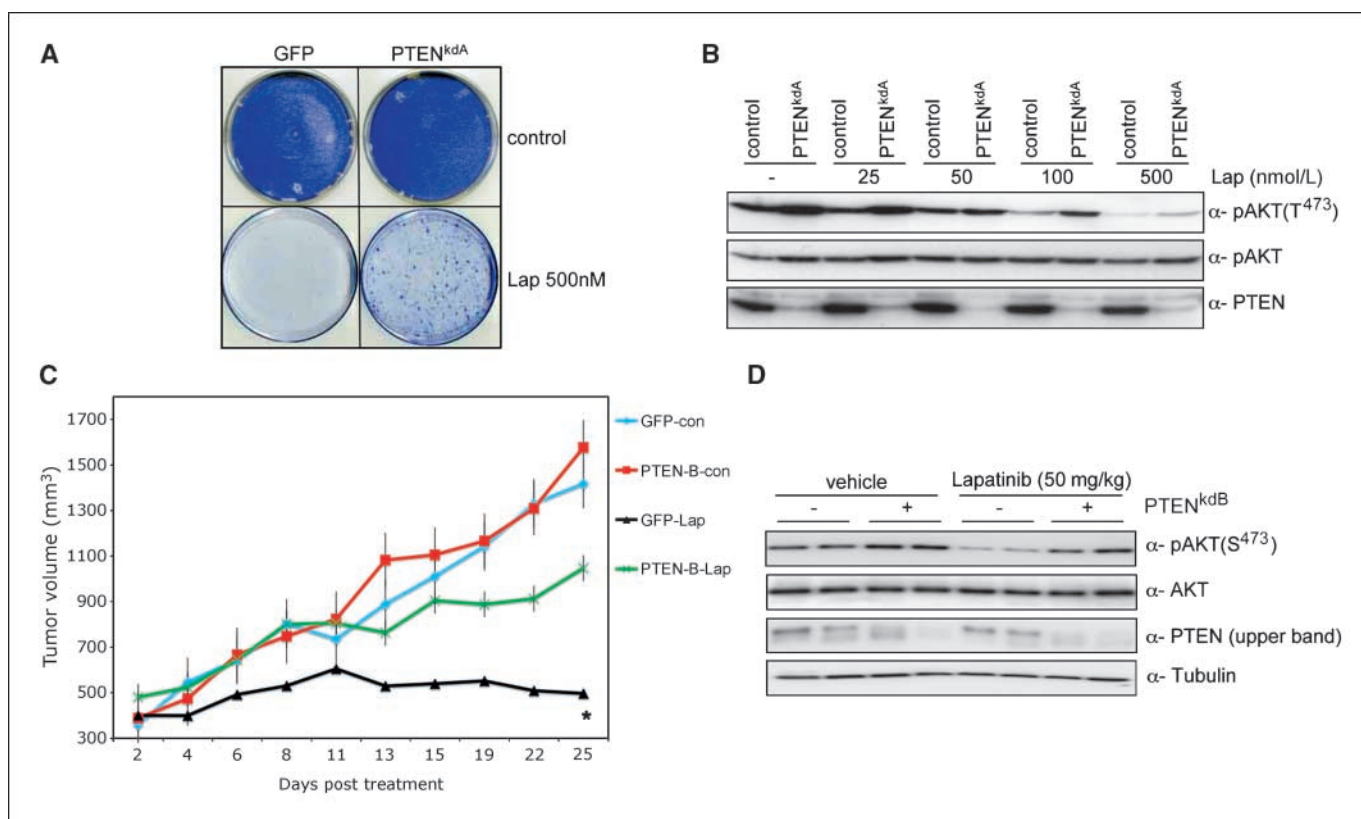 A
GFP PTEN^kdA
control
Lap 500nM
B
control PTEN^kdA control PTEN^kdA control PTEN^kdA control PTEN^kdA control PTEN^kdA
- 25 50 100 500 Lap (nmol/L)
α- pAKT(T^473)
α- pAKT
α- PTEN
C
Tumor volume (mm³)
1700
1500
1300
1100
900
700
500
300
2 4 6 8 11 13 15 19 22 25
Days post treatment
*
GFP-con
PTEN-B-con
GFP-Lap
PTEN-B-Lap
D
vehicle Lapatinib (50 mg/kg)
- + - + PTEN^kdB
α- pAKT(S^473)
α- AKT
α- PTEN (upper band)
α- Tubulin